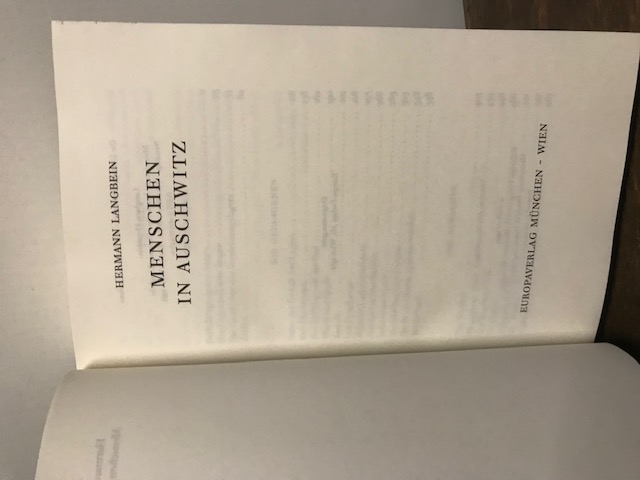 HERMANN LANGBEIN
MENSCHEN
IN AUSCHWITZ
EUROPAVERLAG MÜNCHEN – WIEN